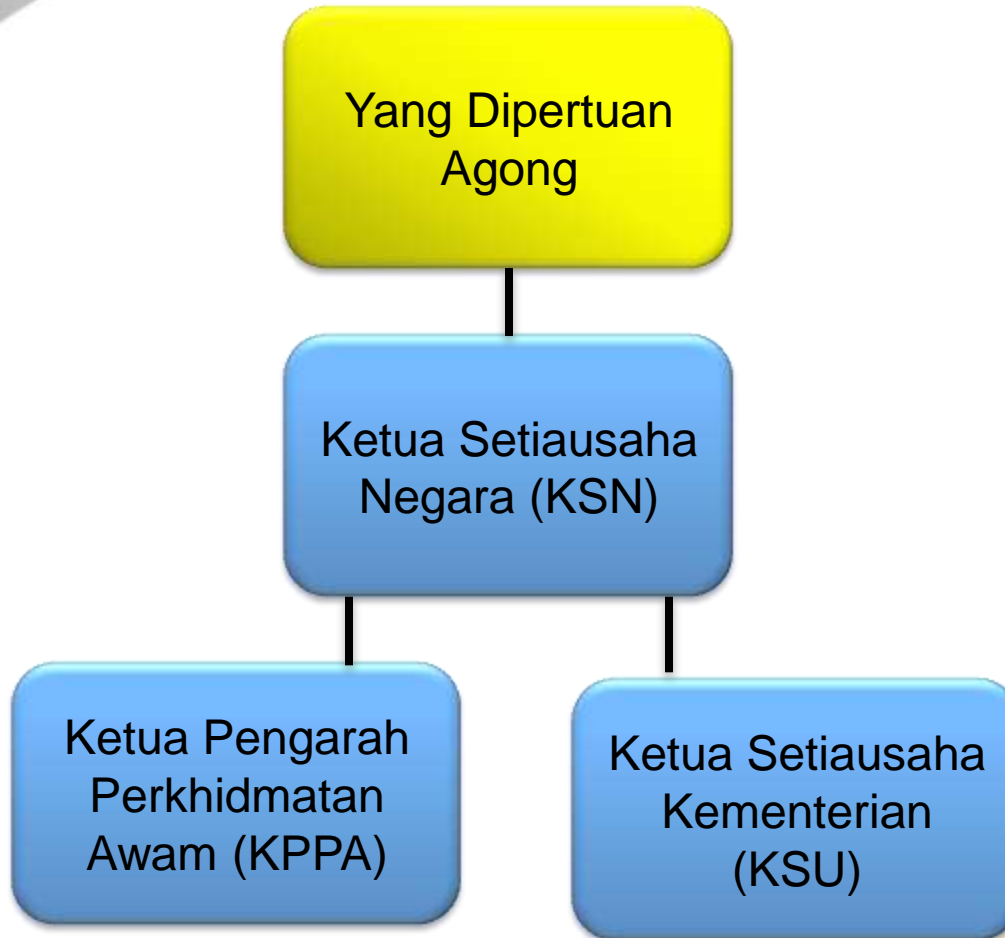 Yang Dipertuan
Agong
Ketua Setiausaha
Negara (KSN)
Ketua Pengarah
Perkhidmatan
Awam (KPPA)
Ketua Setiausaha
Kementerian
(KSU)